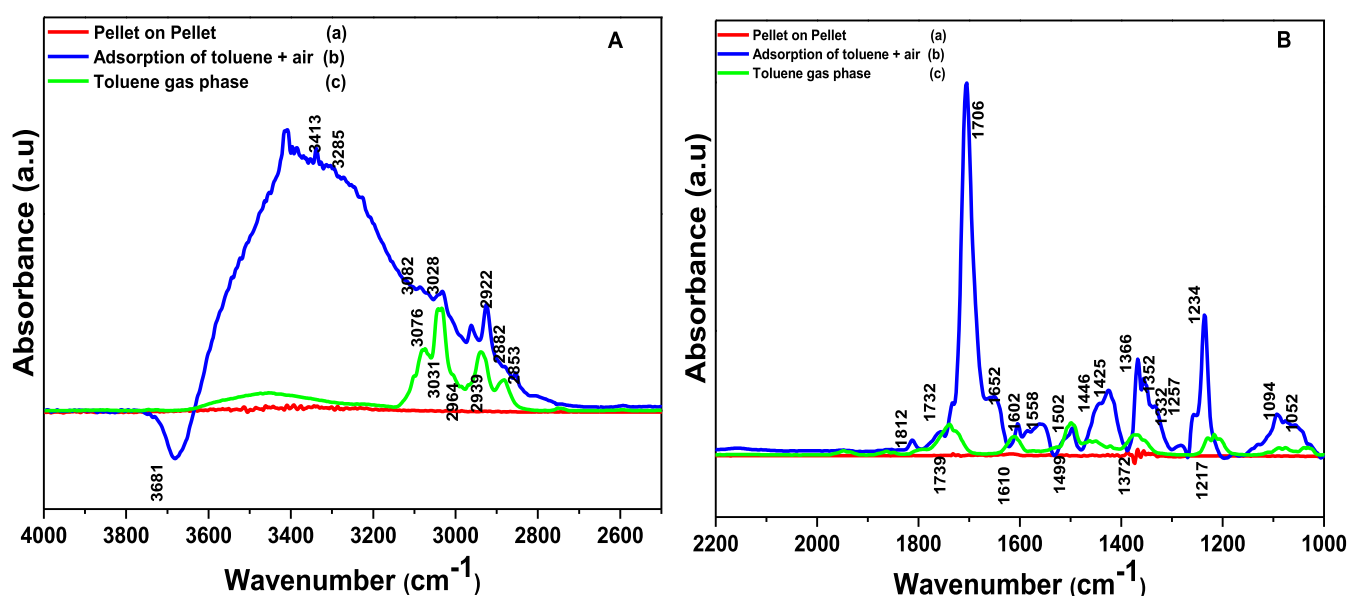 A
Pellet on Pellet (a)
Adsorption of toluene + air (b)
Toluene gas phase (c)
3413
3285
3082
3028
2922
3076
2882
2853
3031
2964
2939
3681
4000 3800 3600 3400 3200 3000 2800 2600
Absorbance (a.u)
Wavenumber (cm-1)
B
Pellet on Pellet (a)
Adsorption of toluene + air (b)
Toluene gas phase (c)
1706
1234
1812
1732
1652
1602
1558
1502
1446
1425
1366
1352
1332
1257
1094
1052
1739
1610
1499
1372
1217
2200 2000 1800 1600 1400 1200 1000
Absorbance (a.u)
Wavenumber (cm-1)